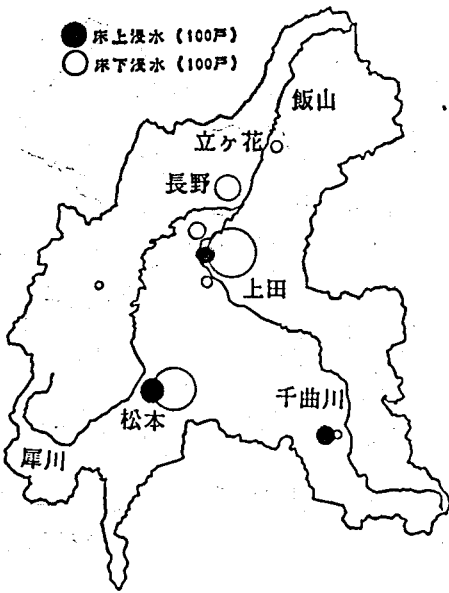 床上浸水 (100戸)
床下浸水 (100戸)
飯山
立ヶ花
長野
上田
千曲川
松本
犀川